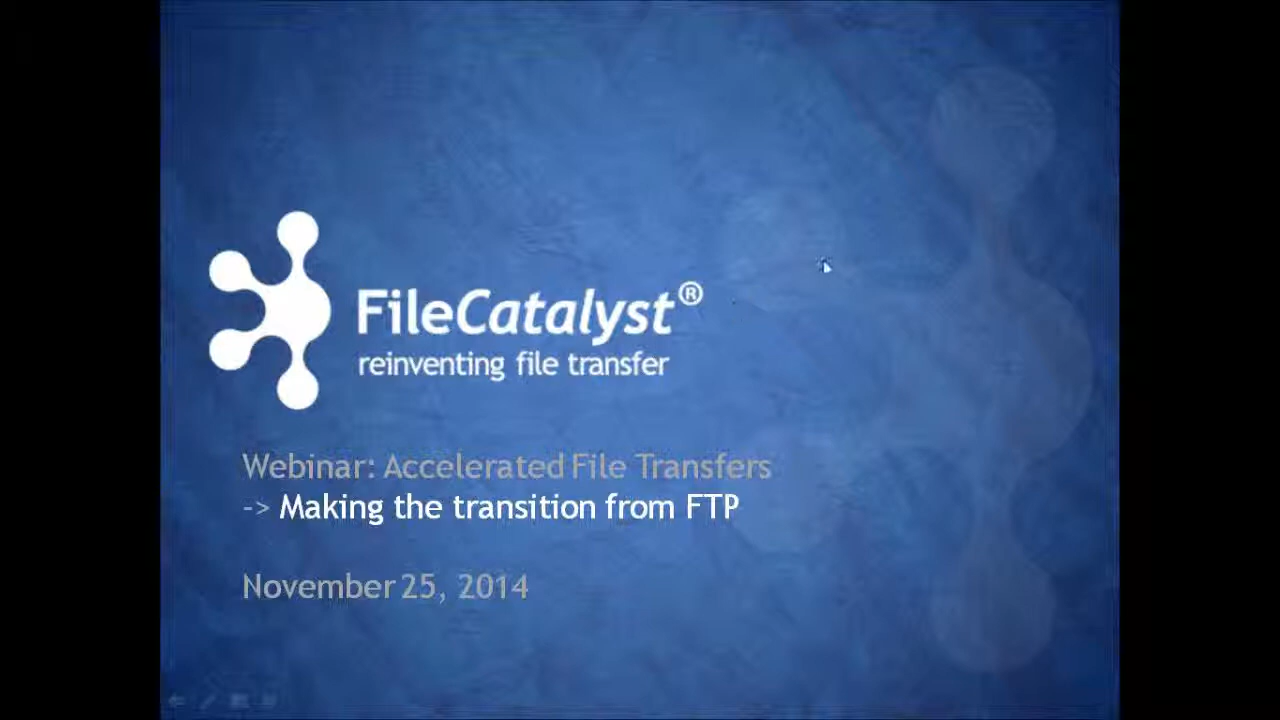 FileCatalyst®
reinventing file transfer
Webinar: Accelerated File Transfers
-> Making the transition from FTP
November 25, 2014